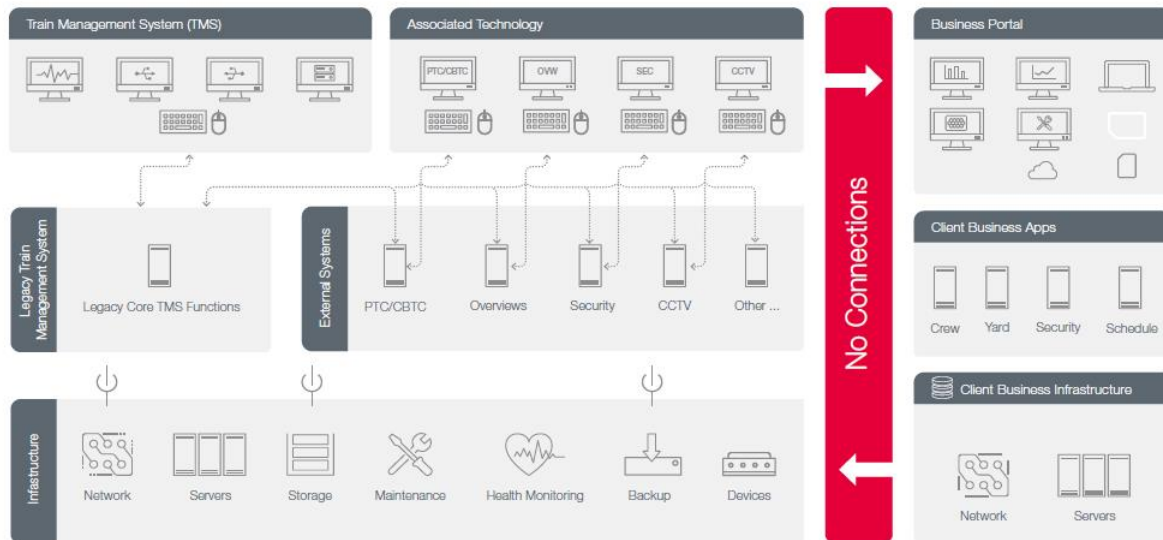 Train Management System (TMS)
Associated Technology
PTC/CBTC
OVW
SEC
CCTV
Business Portal
Legacy Train
Management System
Legacy Core TMS Functions
External Systems
PTC/CBTC
Overviews
Security
CCTV
Other ...
No Connections
Client Business Apps
Crew
Yard
Security
Schedule
Infastructure
Network
Servers
Storage
Maintenance
Health Monitoring
Backup
Devices
Client Business Infrastructure
Network
Servers